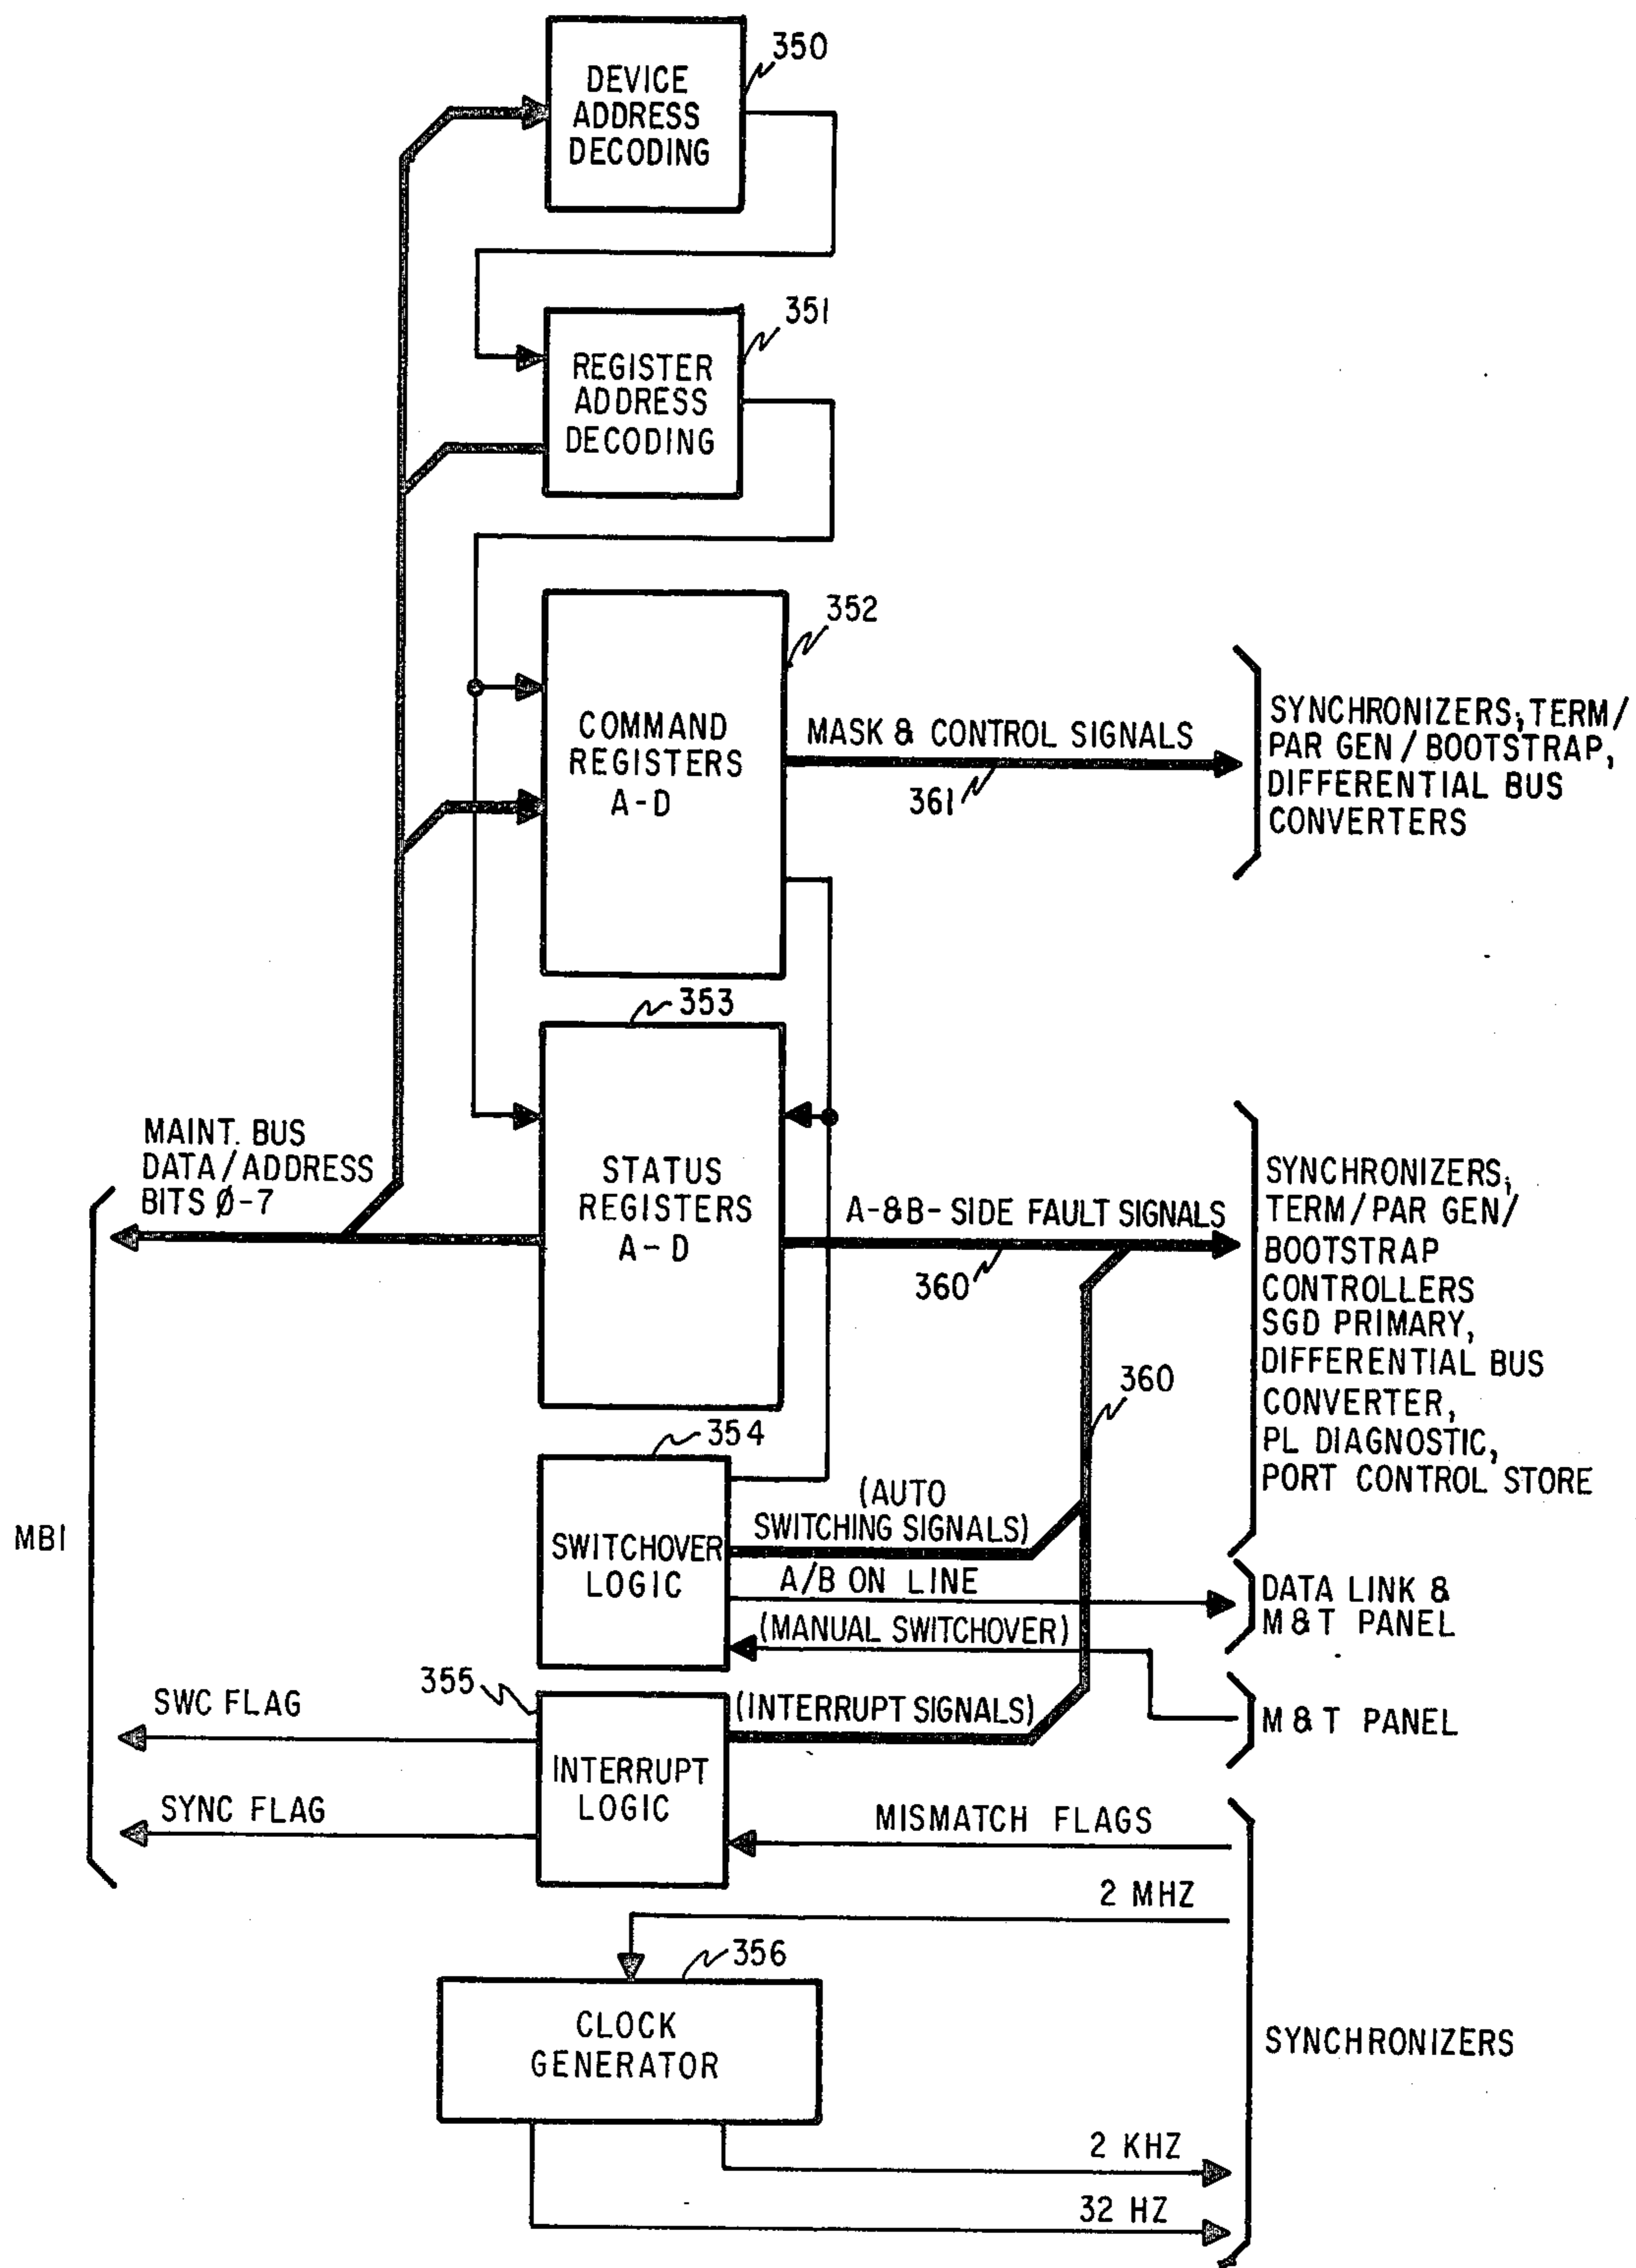 350
DEVICE
ADDRESS
DECODING
351
REGISTER
ADDRESS
DECODING
352
COMMAND
REGISTERS
A-D
MASK & CONTROL SIGNALS
361
SYNCHRONIZERS, TERM/
PAR GEN / BOOTSTRAP,
DIFFERENTIAL BUS
CONVERTERS
353
MAINT. BUS
DATA/ADDRESS
BITS Ø-7
STATUS
REGISTERS
A-D
A-&B-SIDE FAULT SIGNALS
360
SYNCHRONIZERS,
TERM/PAR GEN/
BOOTSTRAP
CONTROLLERS
SGD PRIMARY,
DIFFERENTIAL BUS
CONVERTER,
PL DIAGNOSTIC,
PORT CONTROL STORE
360
354
MBI
SWITCHOVER
LOGIC
(AUTO
SWITCHING SIGNALS)
A/B ON LINE
(MANUAL SWITCHOVER)
DATA LINK &
M&T PANEL
355
SWC FLAG
(INTERRUPT SIGNALS)
M&T PANEL
INTERRUPT
LOGIC
SYNC FLAG
MISMATCH FLAGS
2 MHZ
356
CLOCK
GENERATOR
SYNCHRONIZERS
2 KHZ
32 HZ